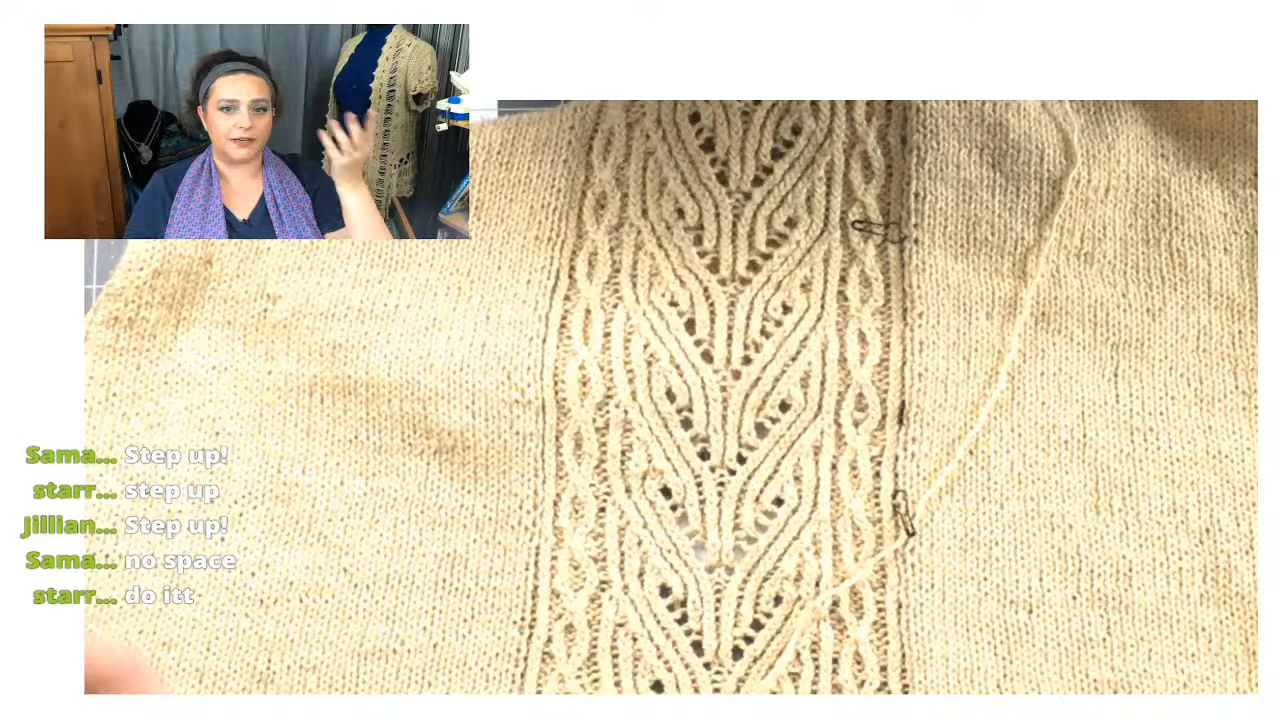 Sama... Step up!
starr... step up
Jillian... Step up!
Sama... no space
starr... do itt